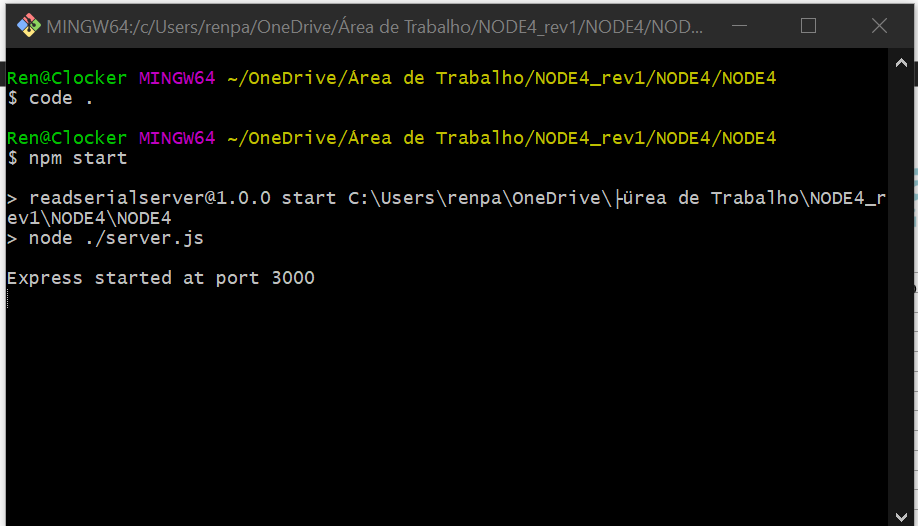 MINGW64:/c/Users/renpa/OneDrive/Área de Trabalho/NODE4_rev1/NODE4/NOD...
Ren@Clocker MINGW64 ~/OneDrive/Área de Trabalho/NODE4_rev1/NODE4/NODE4
$ code .
Ren@Clocker MINGW64 ~/OneDrive/Área de Trabalho/NODE4_rev1/NODE4/NODE4
$ npm start
> readserialserver@1.0.0 start C:\Users\renpa\OneDrive\├ürea de Trabalho\NODE4_r
ev1\NODE4\NODE4
> node ./server.js
Express started at port 3000